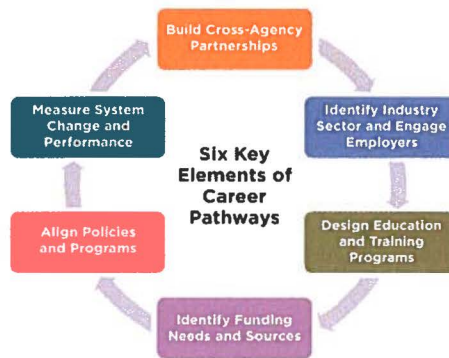 Build Cross-Agency
Partnerships
Identify Industry
Sector and Engage
Employers
Design Education
and Training
Programs
Identify Funding
Needs and Sources
Align Policies
and Programs
Measure System
Change and
Performance
Six Key
Elements of
Career
Pathways